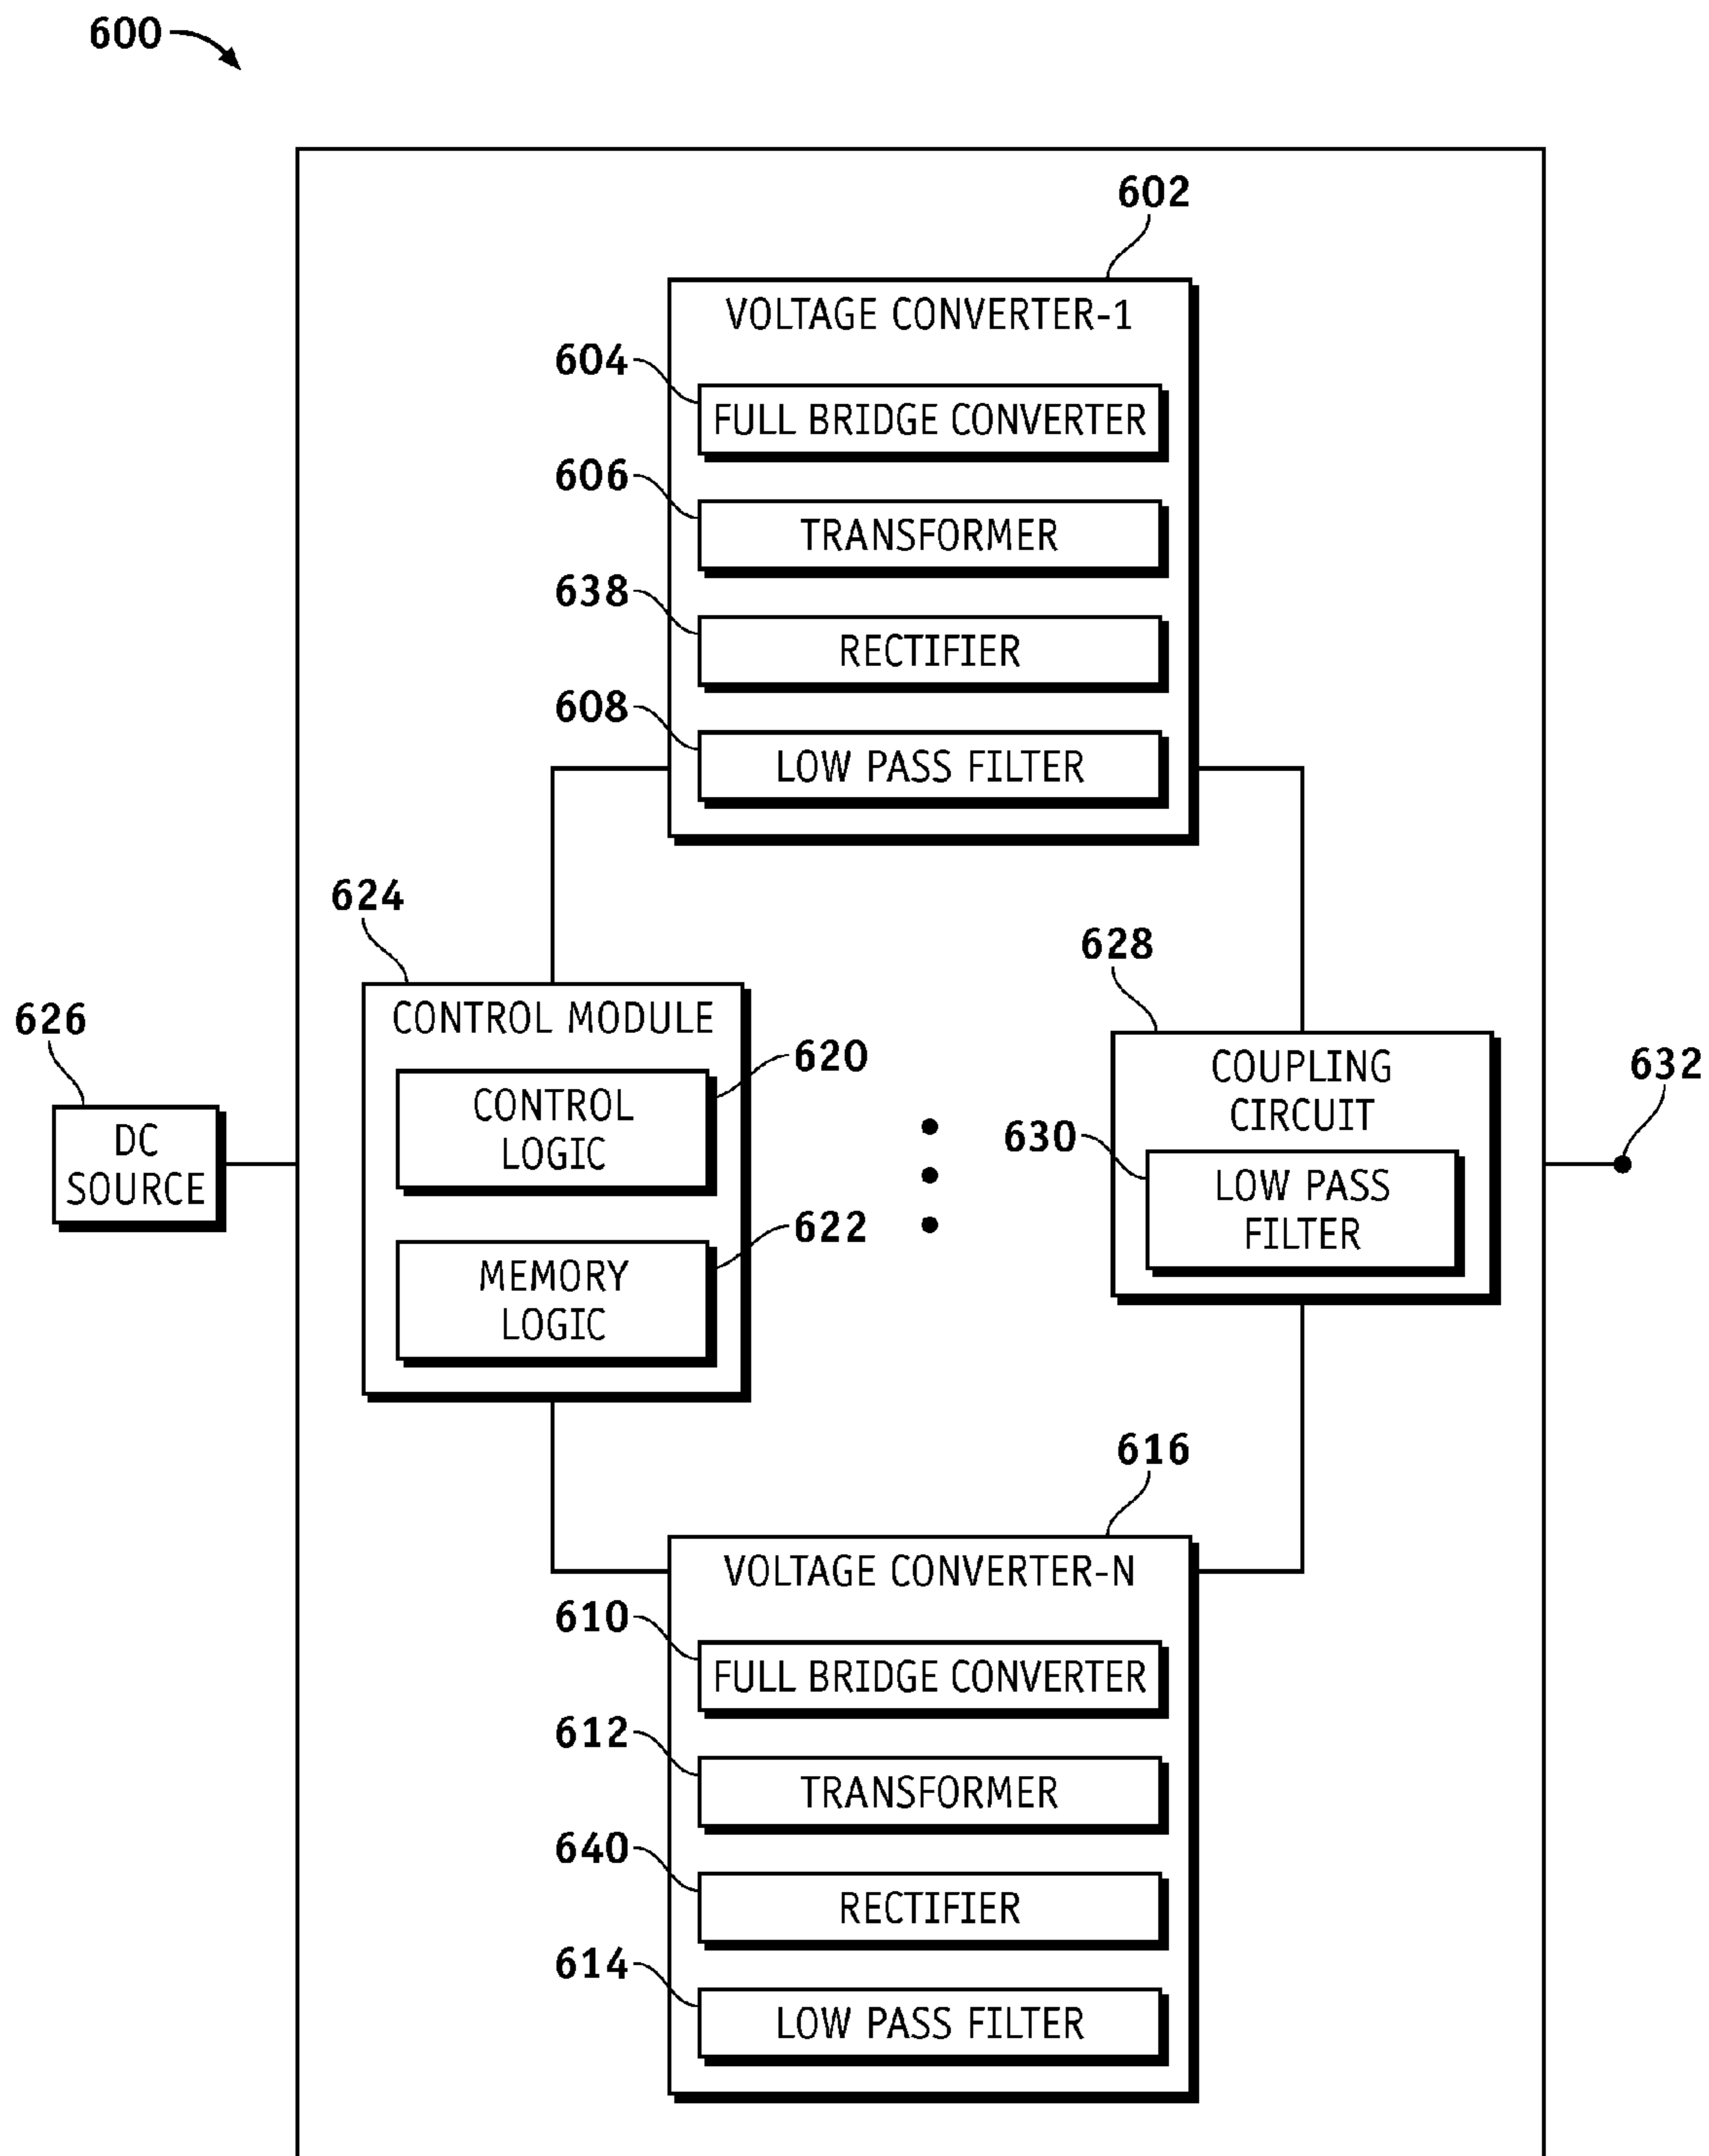 600
602
VOLTAGE CONVERTER-1
604
FULL BRIDGE CONVERTER
606
TRANSFORMER
638
RECTIFIER
608
LOW PASS FILTER
624
CONTROL MODULE
620
CONTROL
LOGIC
622
MEMORY
LOGIC
626
DC
SOURCE
628
COUPLING
CIRCUIT
630
LOW PASS
FILTER
632
616
VOLTAGE CONVERTER-N
610
FULL BRIDGE CONVERTER
612
TRANSFORMER
640
RECTIFIER
614
LOW PASS FILTER